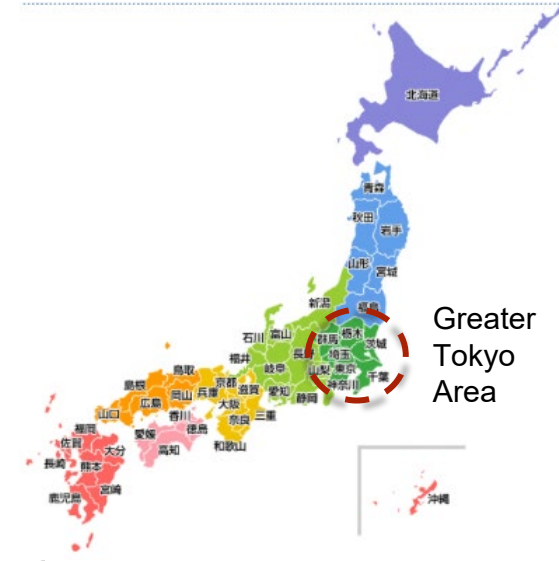 北海道
青森
秋田
岩手
山形
宮城
新潟
福島
石川
富山
群馬
栃木
茨城
福井
長野
埼玉
岐阜
山梨
東京
千葉
神奈川
鳥取
島根
京都
滋賀
愛知
静岡
岡山
兵庫
広島
大阪
三重
山口
香川
徳島
奈良
福岡
愛媛
高知
和歌山
佐賀
大分
長崎
熊本
宮崎
鹿児島
沖縄
Greater
Tokyo
Area